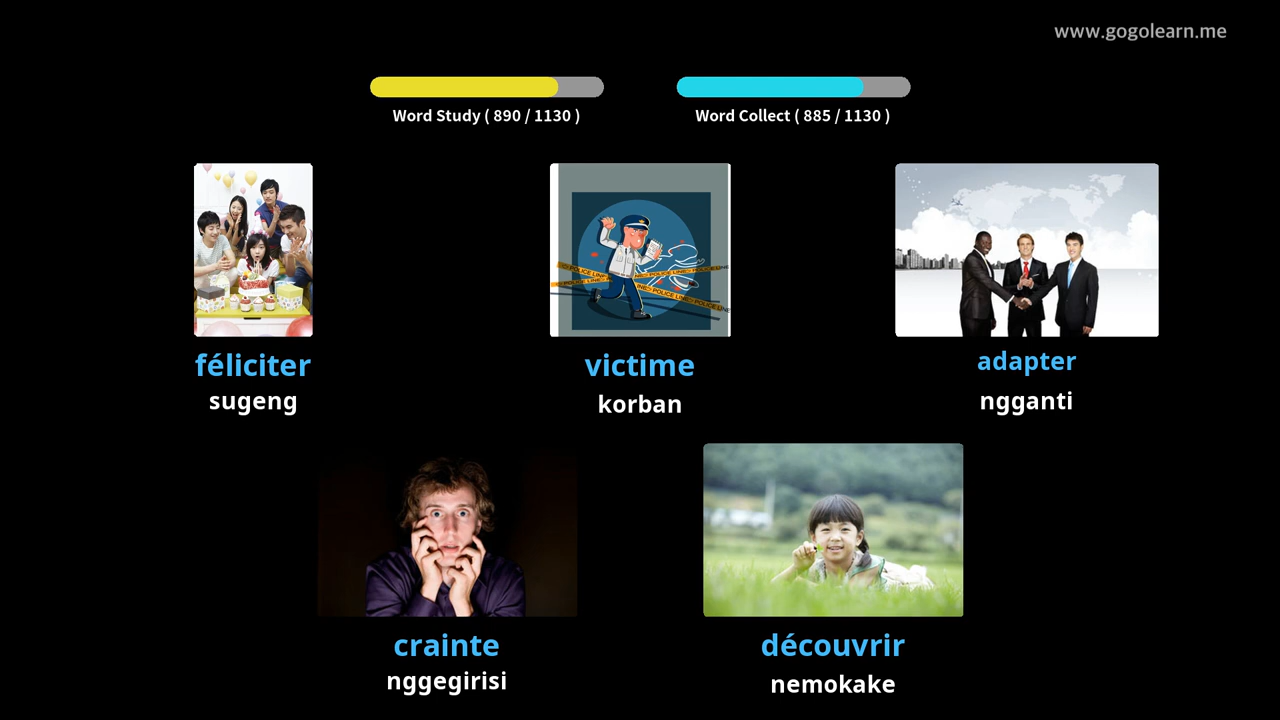 www.gogolearn.me
Word Study ( 890 / 1130 )
Word Collect ( 885 / 1130 )
féliciter
sugeng
victime
korban
adapter
ngganti
crainte
nggegirisi
découvrir
nemokake